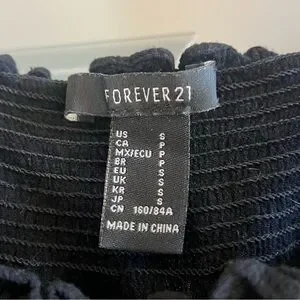 FOREVER 21
US S
CA P
MX/ECU P
BR P
EU S
UK S
KR S
JP S
CN 160/84A
MADE IN CHINA